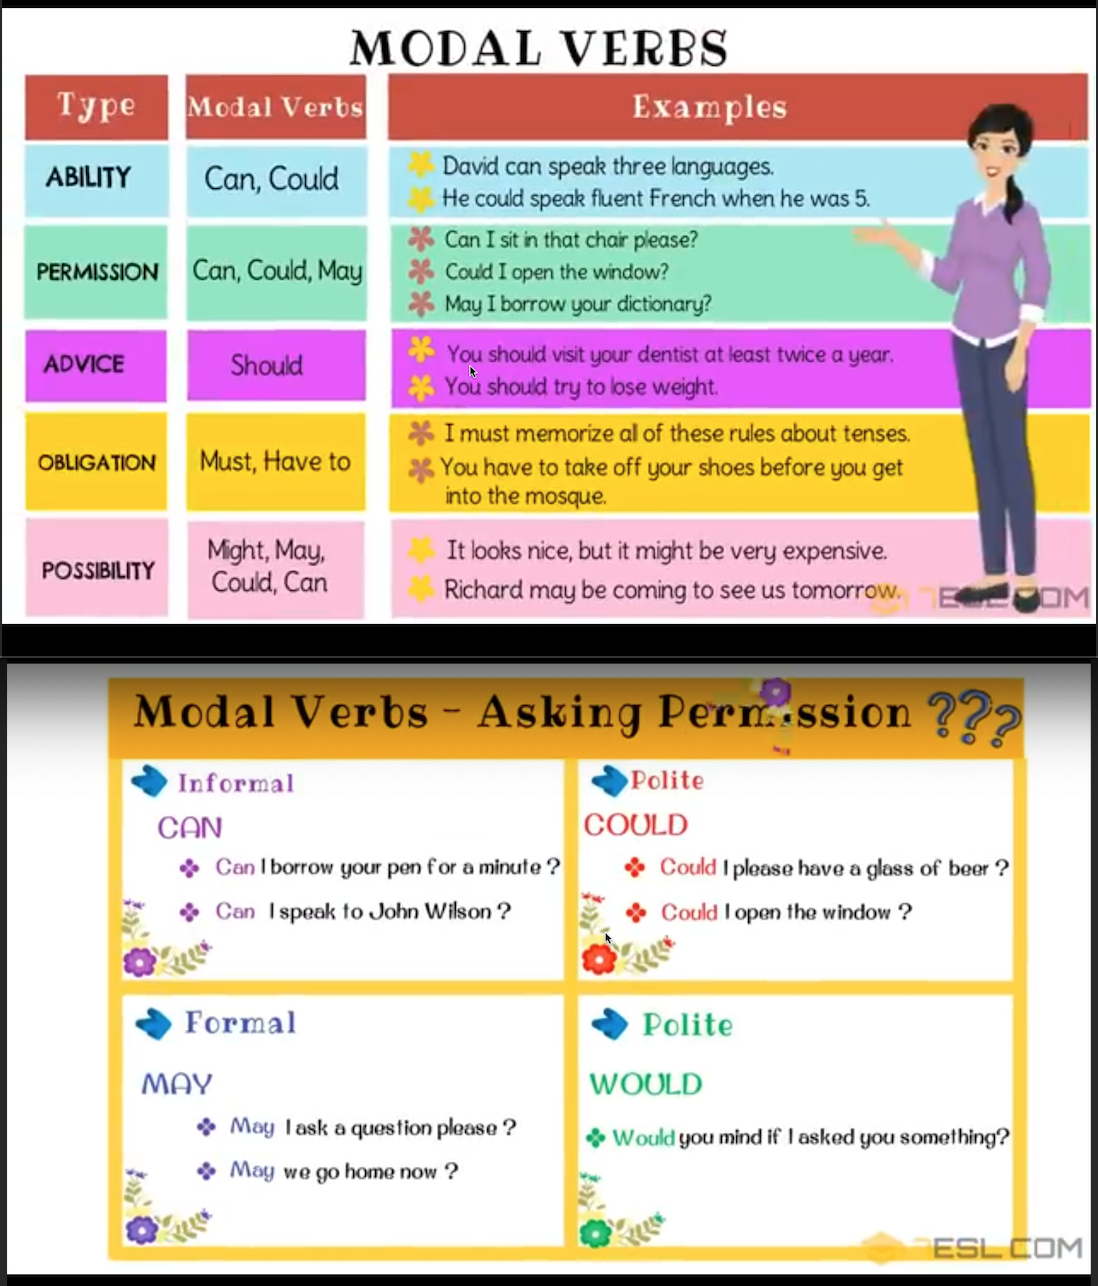 MODAL VERBS
Type
Modal Verbs
Examples
ABILITY
Can, Could
David can speak three languages.
He could speak fluent French when he was 5.
PERMISSION
Can, Could, May
Can I sit in that chair please?
Could I open the window?
May I borrow your dictionary?
ADVICE
Should
You should visit your dentist at least twice a year.
You should try to lose weight.
OBLIGATION
Must, Have to
I must memorize all of these rules about tenses.
You have to take off your shoes before you get
into the mosque.
POSSIBILITY
Might, May,
Could, Can
It looks nice, but it might be very expensive.
Richard may be coming to see us tomorrow.
7ESL.COM
Modal Verbs - Asking Permission ???
Informal
CAN
Can I borrow your pen for a minute ?
Can I speak to John Wilson ?
Polite
COULD
Could I please have a glass of beer ?
Could I open the window ?
Formal
MAY
May I ask a question please ?
May we go home now ?
Polite
WOULD
Would you mind if I asked you something?
7ESL.COM